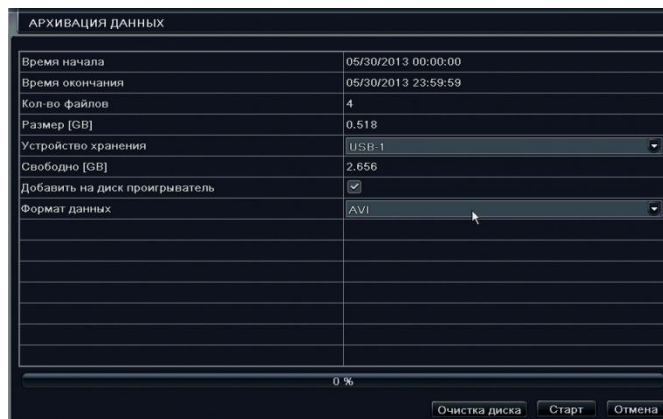 АРХИВАЦИЯ ДАННЫХ
Время начала 05/30/2013 00:00:00
Время окончания 05/30/2013 23:59:59
Кол-во файлов 4
Размер [GB] 0.518
Устройство хранения USB-1
Свободно [GB] 2.656
Добавить на диск проигрыватель
Формат данных AVI
0 %
Очистка диска Старт Отмена